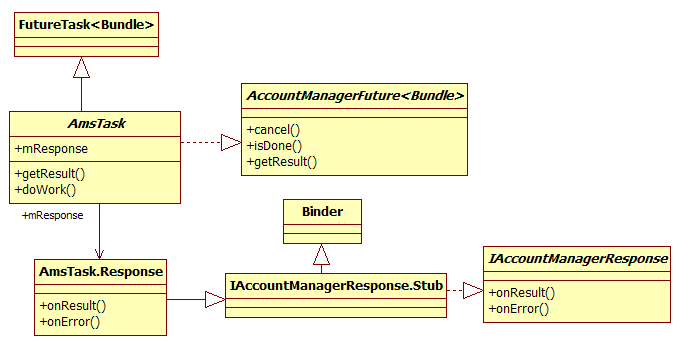 FutureTask<Bundle>
AmsTask
+mResponse
+getResult()
+doWork()
AccountManagerFuture<Bundle>
+cancel()
+isDone()
+getResult()
+mResponse
Binder
AmsTask.Response
+onResult()
+onError()
IAccountManagerResponse.Stub
IAccountManagerResponse
+onResult()
+onError()